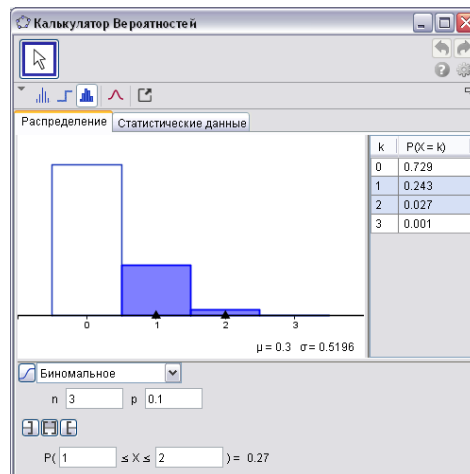 Калькулятор Вероятностей
Распределение Статистические данные
k P(X = k)
0 0.729
1 0.243
2 0.027
3 0.001
0 1 2 3
μ = 0.3 σ = 0.5196
Биномальное
n 3 p 0.1
P( 1 ≤ X ≤ 2 ) = 0.27